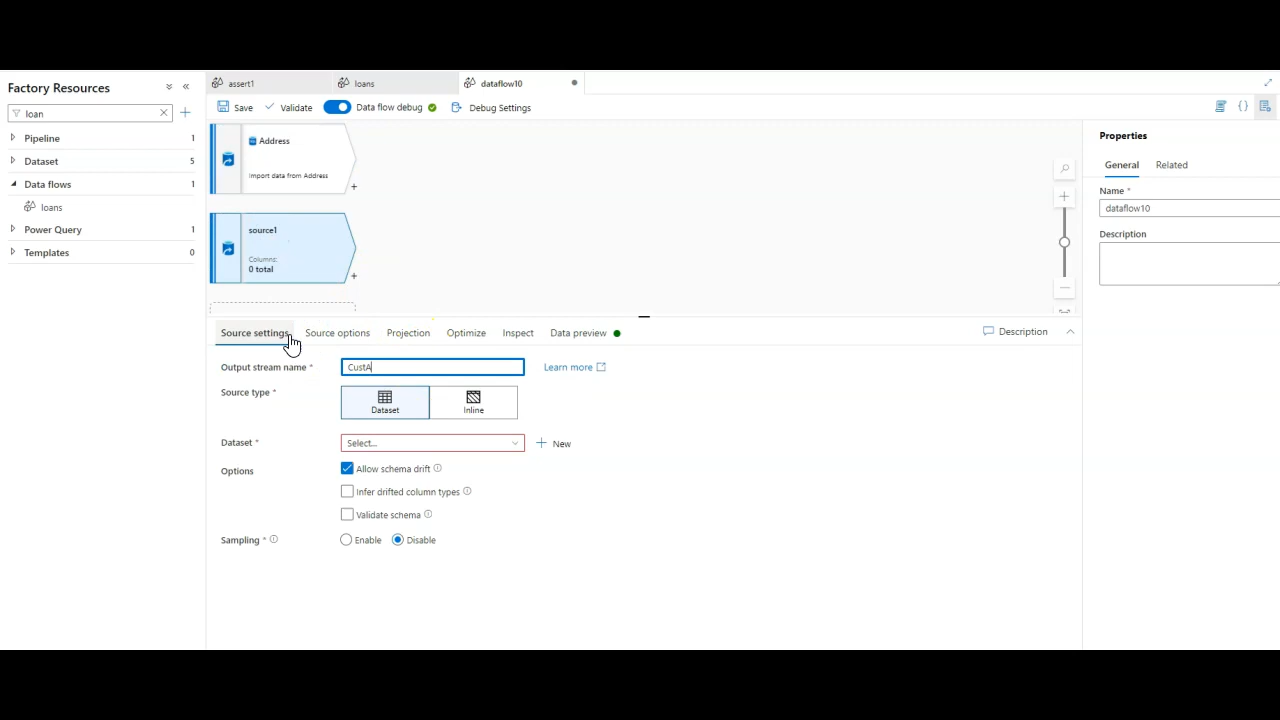 Factory Resources
loan
Pipeline 1
Dataset 5
Data flows 1
loans
Power Query 1
Templates 0
assert1
loans
dataflow10
Save
Validate
Data flow debug
Debug Settings
Address
Import data from Address
source1
Columns:
0 total
Source settings
Source options
Projection
Optimize
Inspect
Data preview
Description
Output stream name *
CustA
Learn more
Source type *
Dataset
Inline
Dataset *
Select...
New
Options
Allow schema drift
Infer drifted column types
Validate schema
Sampling *
Enable
Disable
Properties
General
Related
Name *
dataflow10
Description